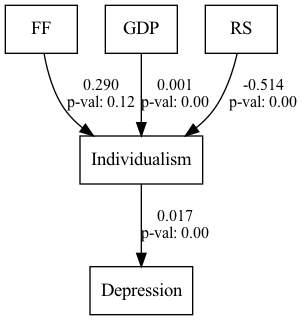 FF
GDP
RS
0.290
p-val: 0.12
0.001
p-val: 0.00
-0.514
p-val: 0.00
Individualism
0.017
p-val: 0.00
Depression